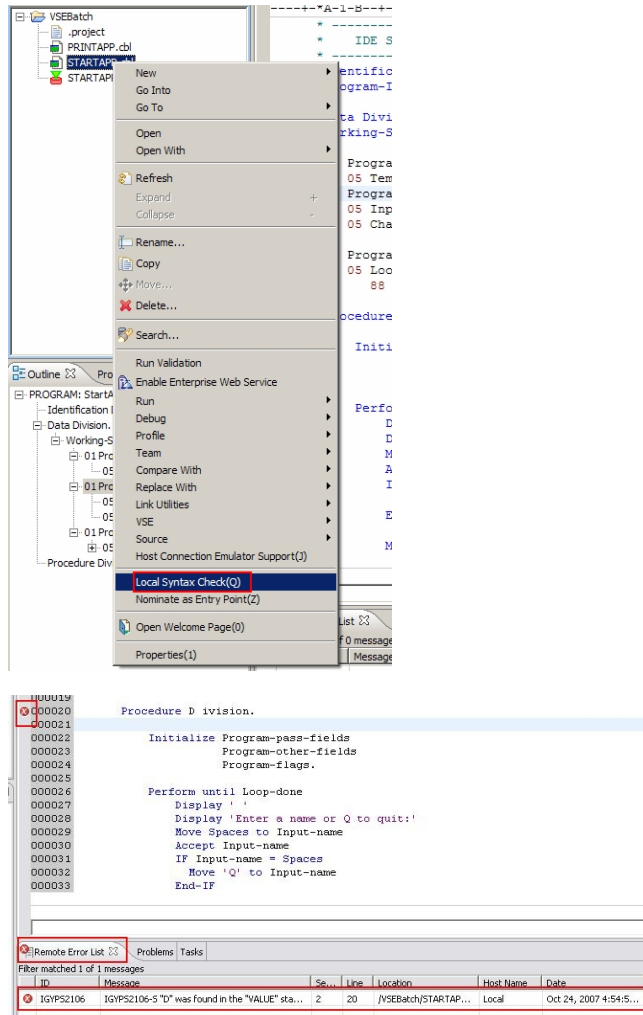 VSEBatch
.project
PRINTAPP.cbl
STARTAPP.cbl
STARTAP
New
Go Into
Go To
Open
Open With
Refresh
Expand +
Collapse -
Rename...
Copy
Move...
Delete...
Search...
Run Validation
Enable Enterprise Web Service
Run
Debug
Profile
Team
Compare With
Replace With
Link Utilities
VSE
Source
Host Connection Emulator Support(J)
Local Syntax Check(Q)
Nominate as Entry Point(Z)
Open Welcome Page(0)
Properties(1)
----+-*A-1-B--+-
* --------
* IDE S
* --------
entific
ogram-I
ta Divi
rking-S
Progra
05 Tem
Progra
05 Inp
05 Cha
Progra
05 Loo
88
ocedure
Initi
Perfo
D
D
M
A
I
E
M
Outline Pro
PROGRAM: StartA
Identification
Data Division.
Working-S
01 Pro
05
01 Pro
05
05
01 Pro
05
Procedure Div
List
f 0 message
Message
000019
000020 Procedure D ivision.
000021
000022 Initialize Program-pass-fields
000023 Program-other-fields
000024 Program-flags.
000025
000026 Perform until Loop-done
000027 Display ' '
000028 Display 'Enter a name or Q to quit:'
000029 Move Spaces to Input-name
000030 Accept Input-name
000031 IF Input-name = Spaces
000032 Move 'Q' to Input-name
000033 End-IF
Remote Error List Problems Tasks
Filter matched 1 of 1 messages
ID Message Se... Line Location Host Name Date
IGYPS2106 IGYPS2106-S "D" was found in the "VALUE" sta... 2 20 /VSEBatch/STARTAP... Local Oct 24, 2007 4:54:5...